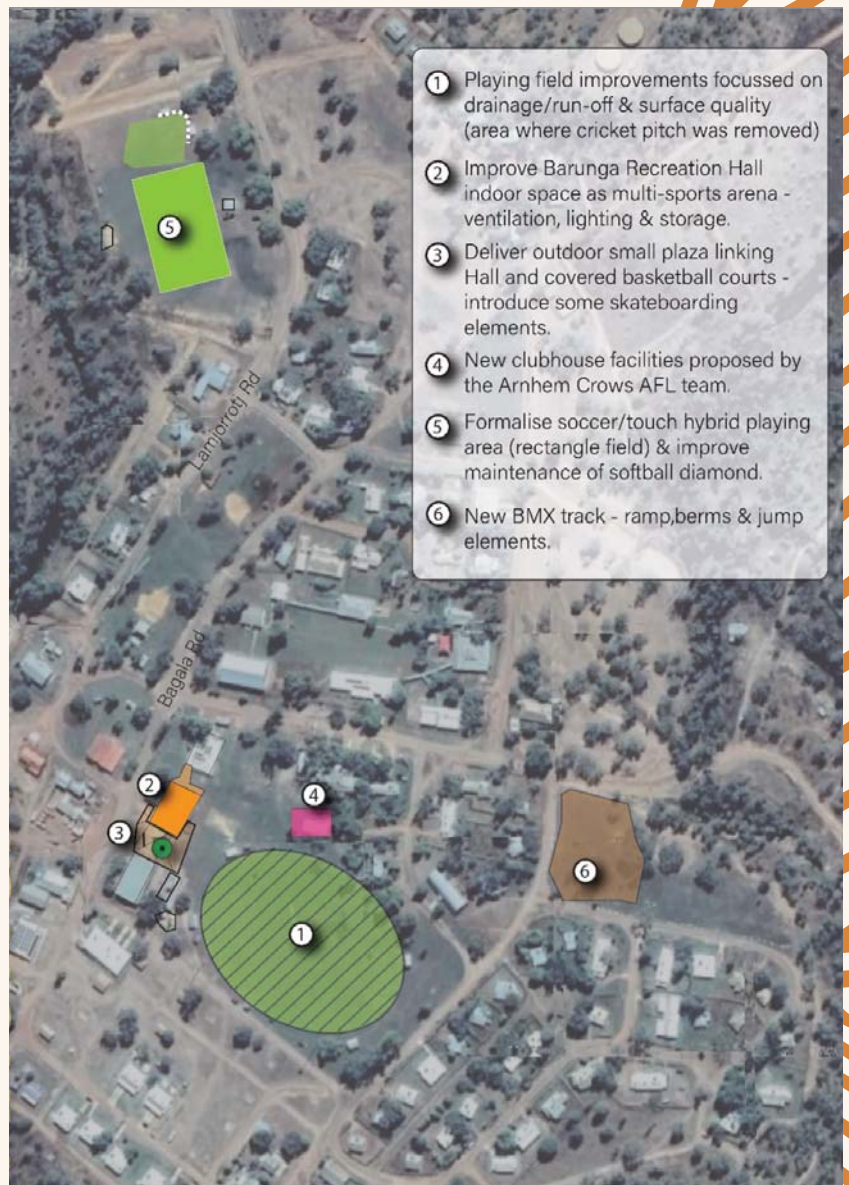 ① Playing field improvements focussed on
drainage/run-off & surface quality
(area where cricket pitch was removed)
② Improve Barunga Recreation Hall
indoor space as multi-sports arena -
ventilation, lighting & storage.
③ Deliver outdoor small plaza linking
Hall and covered basketball courts -
introduce some skateboarding
elements.
④ New clubhouse facilities proposed by
the Arnhem Crows AFL team.
⑤ Formalise soccer/touch hybrid playing
area (rectangle field) & improve
maintenance of softball diamond.
⑥ New BMX track - ramp,berms & jump
elements.
⑤
Lamjorrotj Rd
Bagala Rd
②
④
③
⑥
①